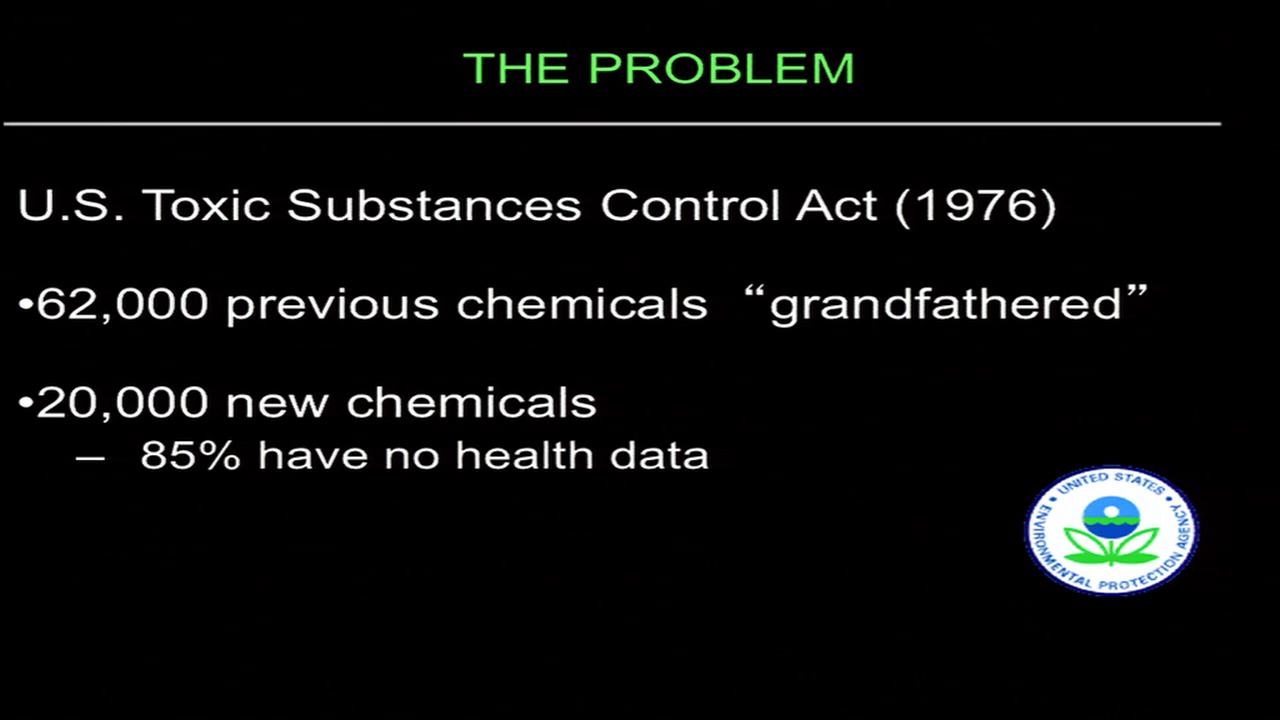 THE PROBLEM
U.S. Toxic Substances Control Act (1976)
•62,000 previous chemicals “grandfathered”
•20,000 new chemicals
– 85% have no health data
UNITED STATES
ENVIRONMENTAL PROTECTION AGENCY